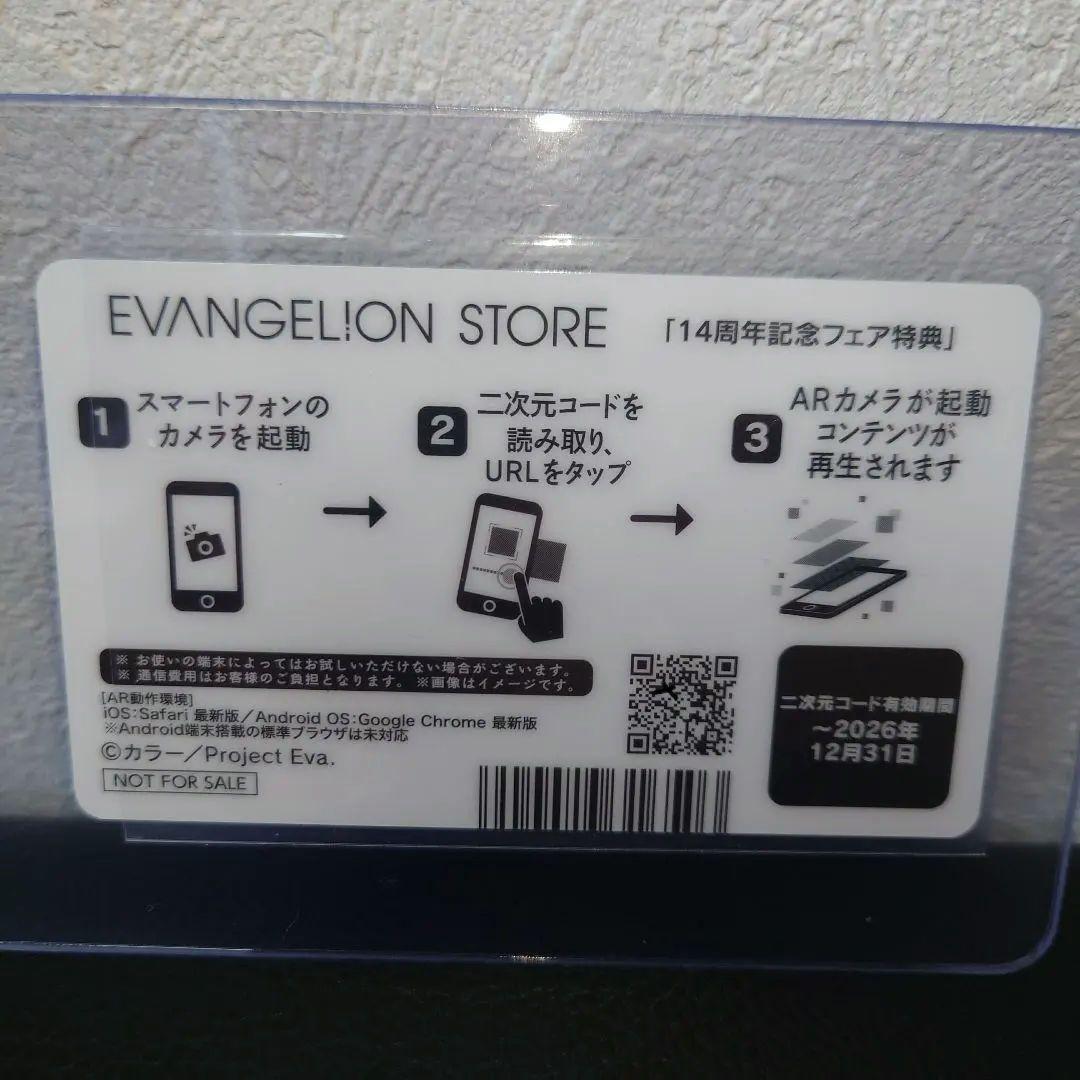 EVANGEL!ON STORE
「14周年記念フェア特典」
1
スマートフォンの
カメラを起動
2
二次元コードを
読み取り、
URLをタップ
3
ARカメラが起動
コンテンツが
再生されます
※ お使いの端末によってはお試しいただけない場合がございます。
※ 通信費用はお客様のご負担となります。 ※画像はイメージです。
[AR動作環境]
iOS:Safari 最新版/Android OS:Google Chrome 最新版
※Android端末搭載の標準ブラウザは未対応
©カラー/Project Eva.
NOT FOR SALE
二次元コード有効期間
～2026年
12月31日